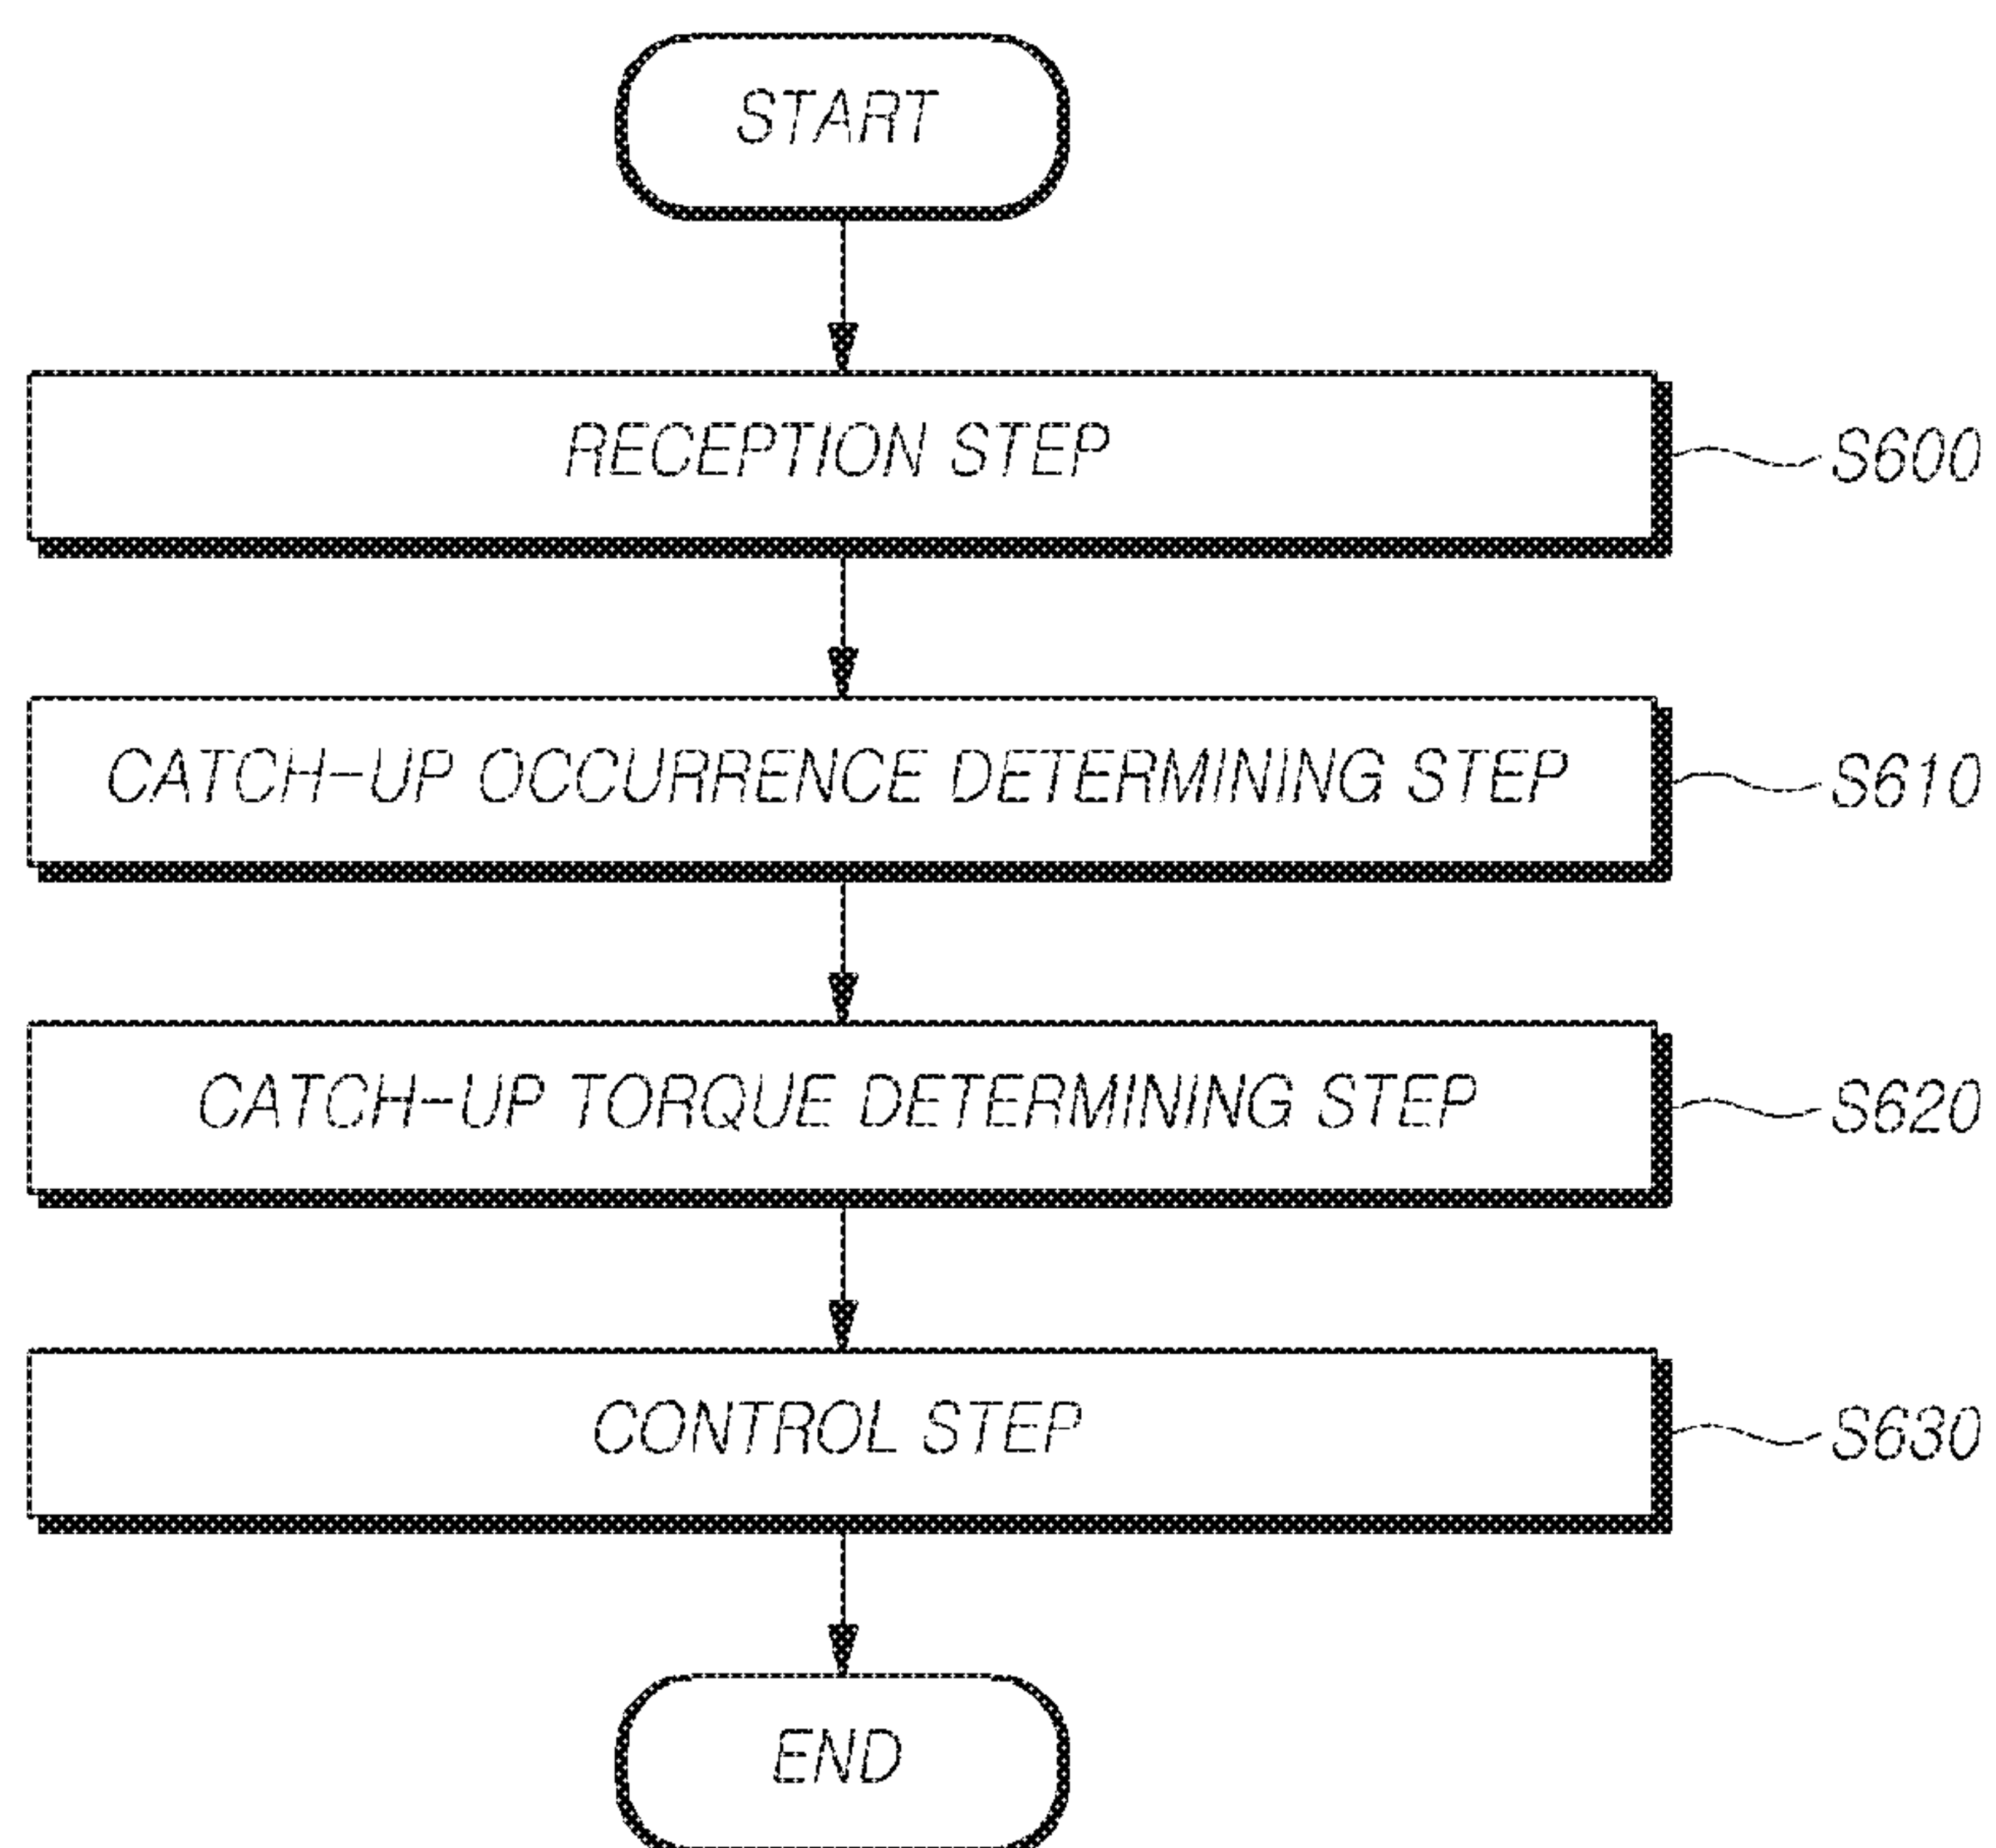 START
RECEPTION STEP
S600
CATCH-UP OCCURRENCE DETERMINING STEP
S610
CATCH-UP TORQUE DETERMINING STEP
S620
CONTROL STEP
S630
END